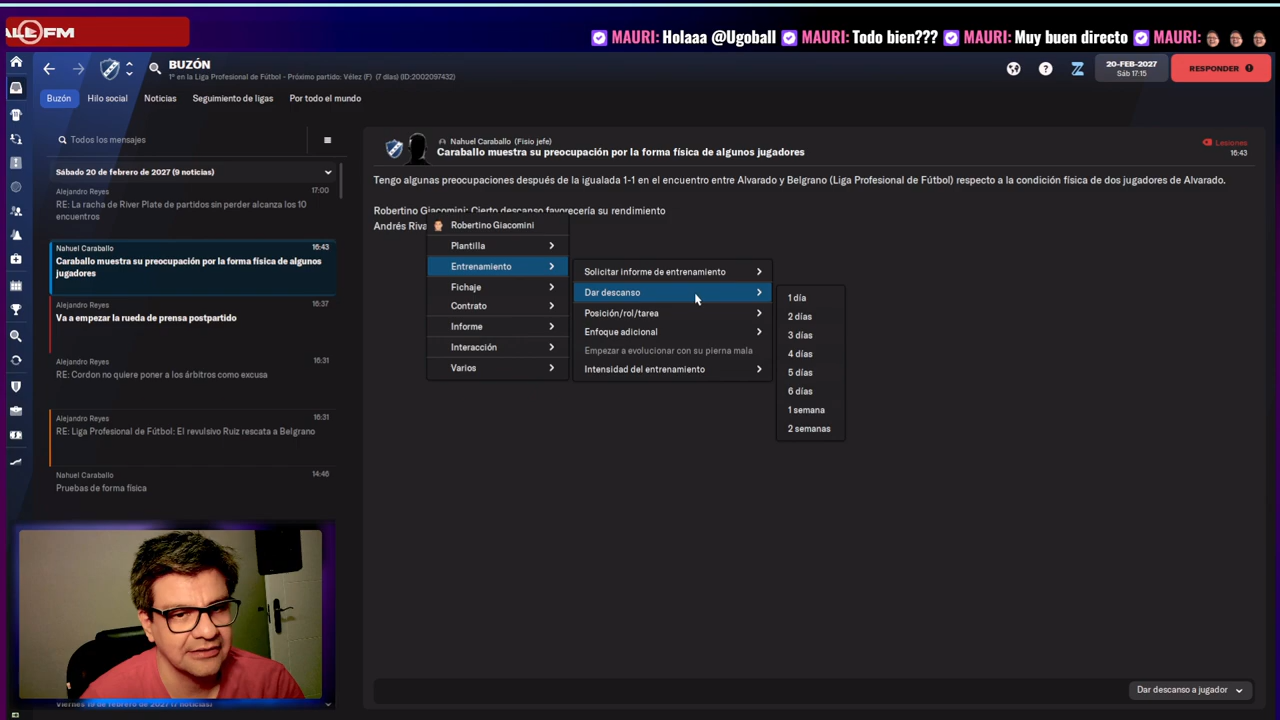 FM
MAURI: Holaaa @Ugoball MAURI: Todo bien??? MAURI: Muy buen directo MAURI:
BUZÓN
1º en la Liga Profesional de Fútbol - Próximo partido: Vélez (F) (7 días) (ID:2002097432)
20-FEB-2027
Sáb 17:15
RESPONDER
Buzón Hilo social Noticias Seguimiento de ligas Por todo el mundo
Todos los mensajes
Sábado 20 de febrero de 2027 (9 noticias)
Alejandro Reyes 17:00
RE: La racha de River Plate de partidos sin perder alcanza los 10
encuentros
Nahuel Caraballo 16:43
Caraballo muestra su preocupación por la forma física de algunos
jugadores
Alejandro Reyes 16:37
Va a empezar la rueda de prensa postpartido
Alejandro Reyes 16:31
RE: Cordon no quiere poner a los árbitros como excusa
Alejandro Reyes 16:31
RE: Liga Profesional de Fútbol: El revulsivo Ruiz rescata a Belgrano
Nahuel Caraballo 14:46
Pruebas de forma física
Viernes 19 de febrero de 2027 (7 noticias)
Nahuel Caraballo (Fisio jefe)
Caraballo muestra su preocupación por la forma física de algunos jugadores
Lesiones
16:43
Tengo algunas preocupaciones después de la igualada 1-1 en el encuentro entre Alvarado y Belgrano (Liga Profesional de Fútbol) respecto a la condición física de dos jugadores de Alvarado.
Robertino Giacomini: Cierto descanso favorecería su rendimiento
Andrés Riva
Robertino Giacomini
Plantilla
Entrenamiento
Fichaje
Contrato
Informe
Interacción
Varios
Solicitar informe de entrenamiento
Dar descanso
Posición/rol/tarea
Enfoque adicional
Empezar a evolucionar con su pierna mala
Intensidad del entrenamiento
1 día
2 días
3 días
4 días
5 días
6 días
1 semana
2 semanas
Dar descanso a jugador